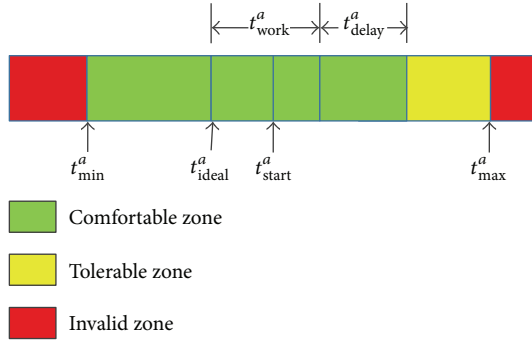 t^a_work t^a_delay
t^a_min t^a_ideal t^a_start t^a_max
Comfortable zone
Tolerable zone
Invalid zone